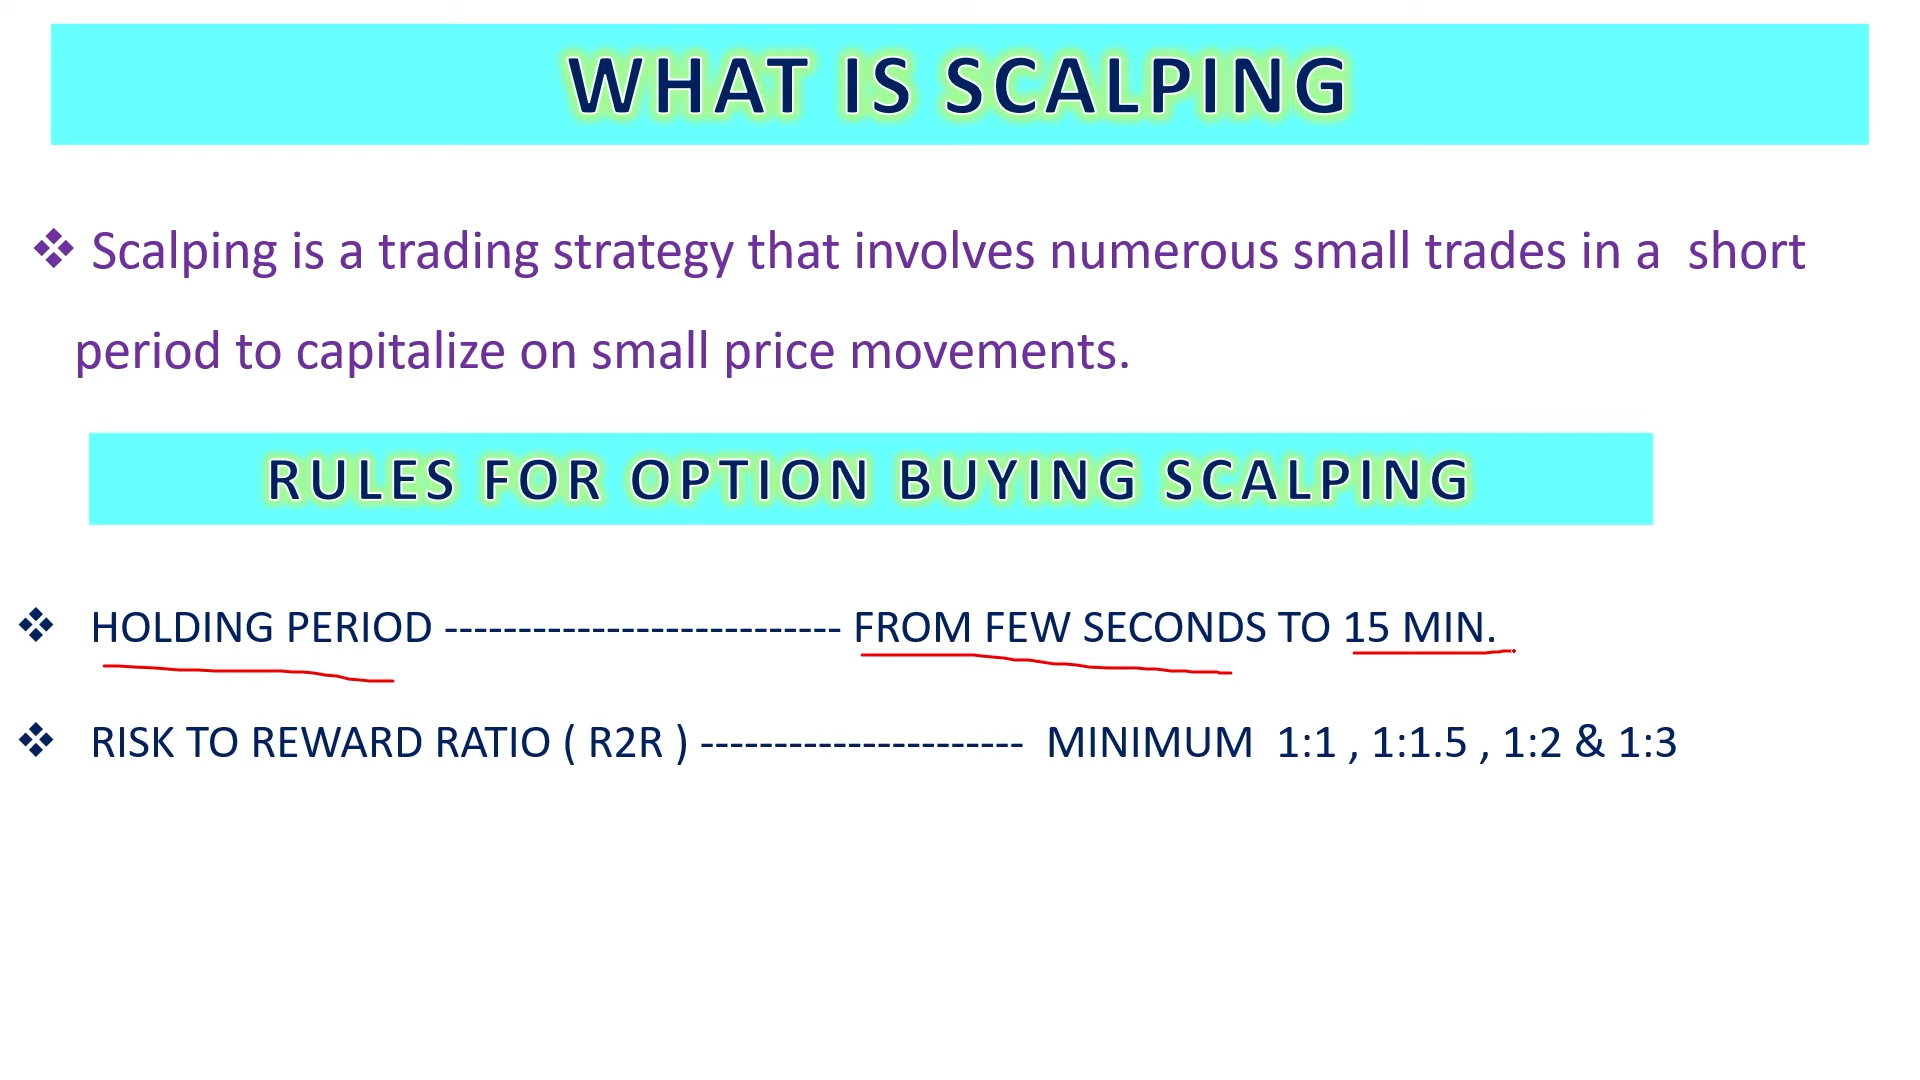 WHAT IS SCALPING
❖ Scalping is a trading strategy that involves numerous small trades in a  short
period to capitalize on small price movements.
RULES FOR OPTION BUYING SCALPING
❖ HOLDING PERIOD --------------------------- FROM FEW SECONDS TO 15 MIN.
❖ RISK TO REWARD RATIO ( R2R ) ---------------------- MINIMUM  1:1 , 1:1.5 , 1:2 & 1:3